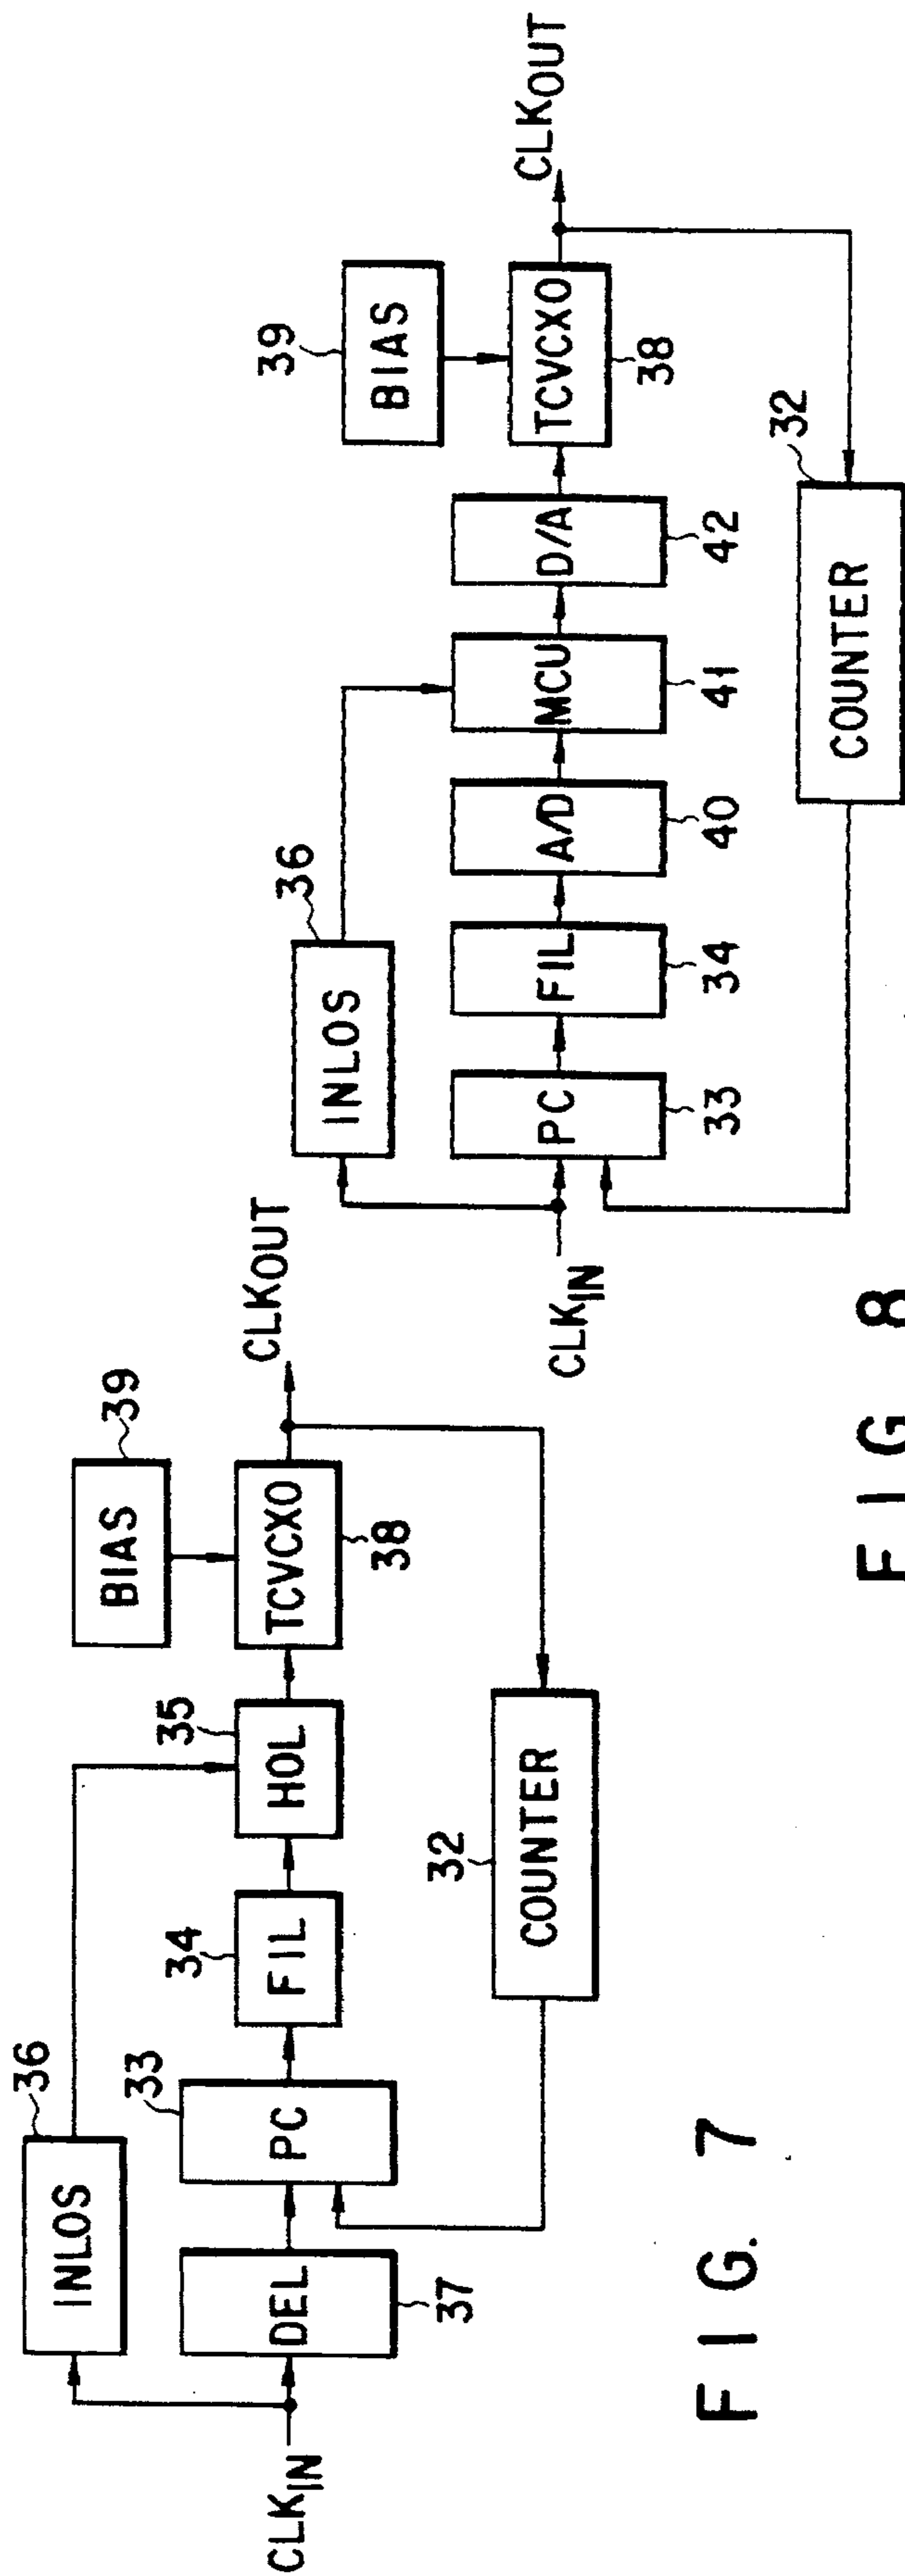 39
BIAS
36
INLOS
35
CLKOUT
33
34
CLKIN
DEL
PC
FIL
HOL
TCVCXO
37
38
32
COUNTER
FIG. 7
39
BIAS
36
INLOS
CLKOUT
CLKIN
PC
FIL
A/D
MCU
D/A
TCVCXO
33
34
40
41
42
38
32
COUNTER
FIG 8